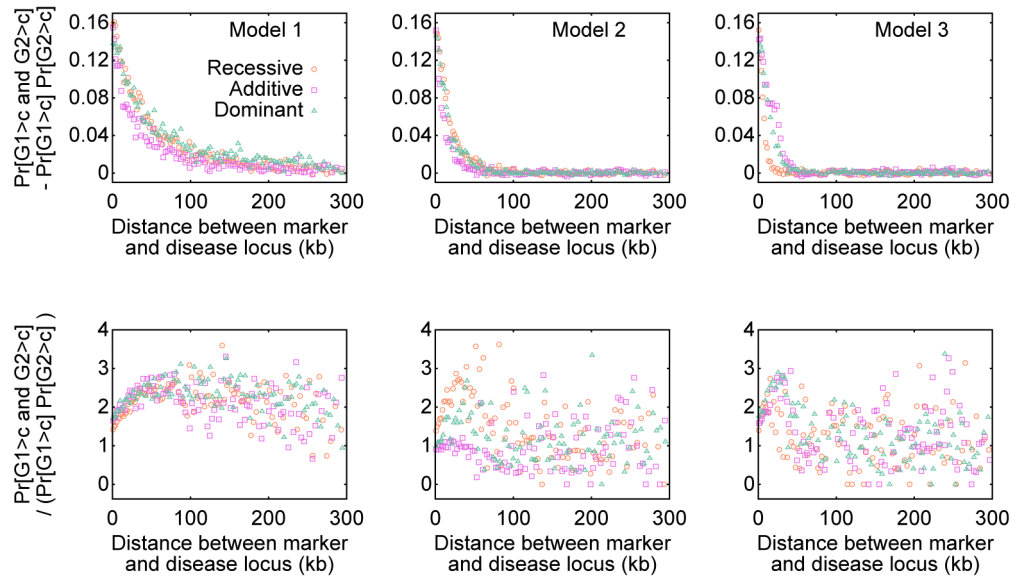 Pr[G1>c and G2>c]
- Pr[G1>c] Pr[G2>c]
0.16
0.12
0.08
0.04
0
Model 1
Recessive
Additive
Dominant
0 100 200 300
Distance between marker
and disease locus (kb)
0.16
0.12
0.08
0.04
0
Model 2
0 100 200 300
Distance between marker
and disease locus (kb)
0.16
0.12
0.08
0.04
0
Model 3
0 100 200 300
Distance between marker
and disease locus (kb)
Pr[G1>c and G2>c]
/ (Pr[G1>c] Pr[G2>c] )
4
3
2
1
0
0 100 200 300
Distance between marker
and disease locus (kb)
4
3
2
1
0
0 100 200 300
Distance between marker
and disease locus (kb)
4
3
2
1
0
0 100 200 300
Distance between marker
and disease locus (kb)